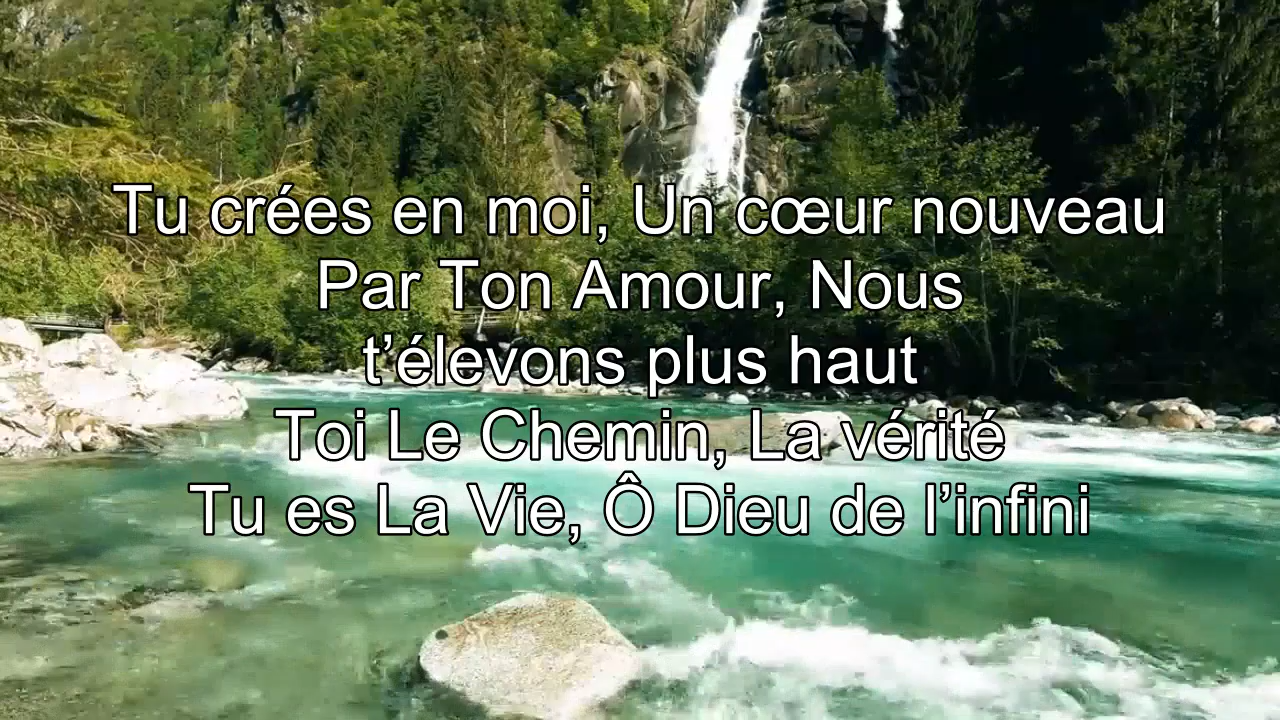 Tu crées en moi, Un cœur nouveau
Par Ton Amour, Nous
t’élevons plus haut
Toi Le Chemin, La vérité
Tu es La Vie, Ô Dieu de l’infini